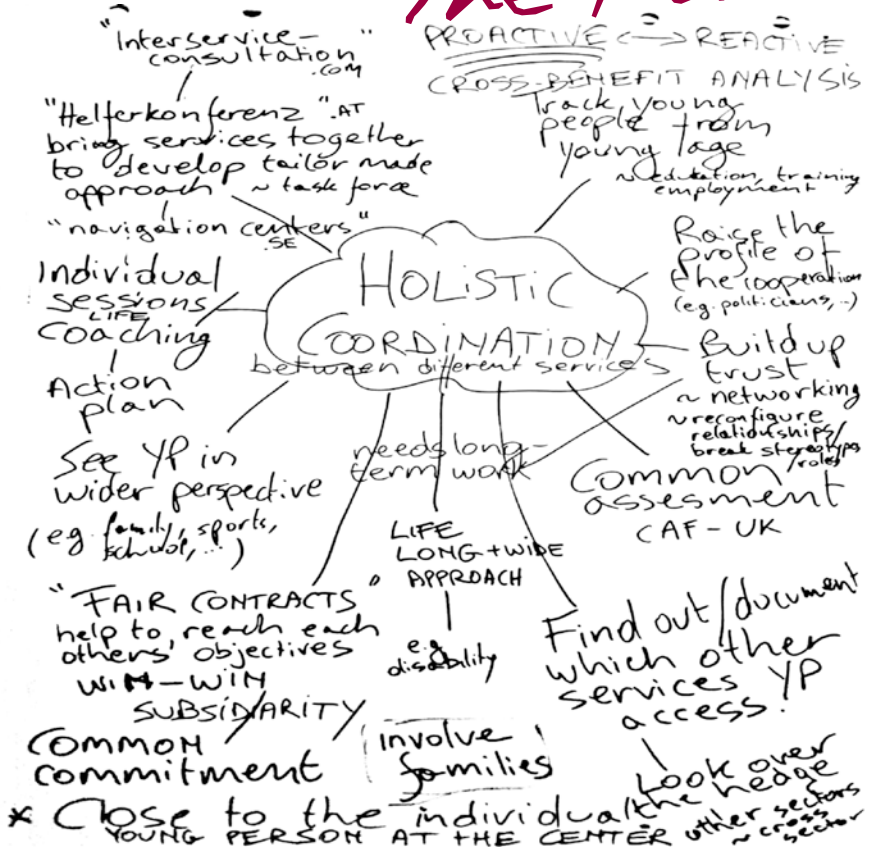 "Interservice-
consultation"
.com
"Helferkonferenz".AT
bring services together
to develop tailor made
approach ~ task force
"navigation centers"
.SE
Individual
sessions
LIFE
Coaching
Action
plan
See YP in
wider perspective
(eg. family, sports,
school, ...)
"FAIR CONTRACTS"
help to reach each
others' objectives
WIN-WIN
SUBSIDIARITY
COMMON
commitment
PROACTIVE <--> REACTIVE
CROSS-BENEFIT ANALYSIS
Track young
people from
young age
~ education, training
employment
HOLISTIC
COORDINATION
between different services
Raise the
profile of
the cooperation
(e.g. politicians, ..)
Build up
trust
~ networking
~ reconfigure
relationships/
break stereotypes
/roles
needs long-
term work
Common
assesment
CAF-UK
LIFE
LONG+WIDE
APPROACH
e.g.
disability
involve
families
Find out/document
which other
services YP
access!
Look over
the hedge
other sectors
~ cross
sector
* Close to the individual/
YOUNG PERSON AT THE CENTER